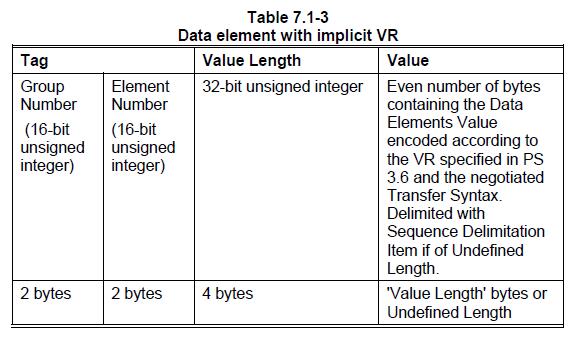 Table 7.1-3
Data element with implicit VR
Tag
Value Length
Value
Group
Number
(16-bit
unsigned
integer)
Element
Number
(16-bit
unsigned
integer)
32-bit unsigned integer
Even number of bytes
containing the Data
Elements Value
encoded according to
the VR specified in PS
3.6 and the negotiated
Transfer Syntax.
Delimited with
Sequence Delimitation
Item if of Undefined
Length.
2 bytes
2 bytes
4 bytes
'Value Length' bytes or
Undefined Length